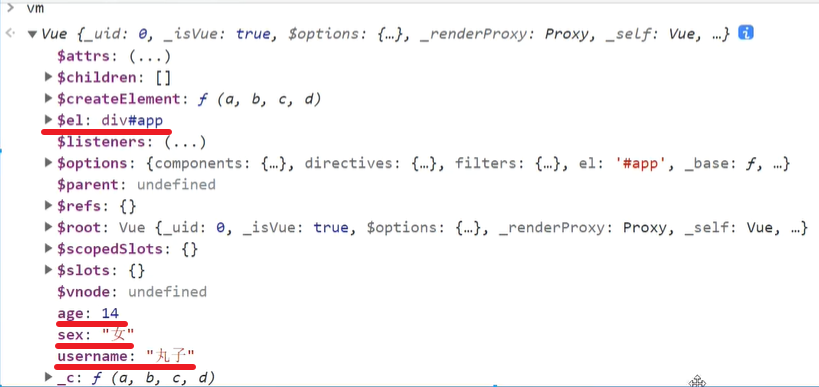 > vm
<· ▼Vue {_uid: 0, _isVue: true, $options: {…}, _renderProxy: Proxy, _self: Vue, …} i
$attrs: (...)
▶ $children: []
▶ $createElement: ƒ (a, b, c, d)
▶ $el: div#app
$listeners: (...)
▶ $options: {components: {…}, directives: {…}, filters: {…}, el: '#app', _base: ƒ, …}
$parent: undefined
▶ $refs: {}
▶ $root: Vue {_uid: 0, _isVue: true, $options: {…}, _renderProxy: Proxy, _self: Vue, …}
▶ $scopedSlots: {}
▶ $slots: {}
$vnode: undefined
age: 14
sex: "女"
username: "丸子"
▶ _c: ƒ (a, b, c, d)